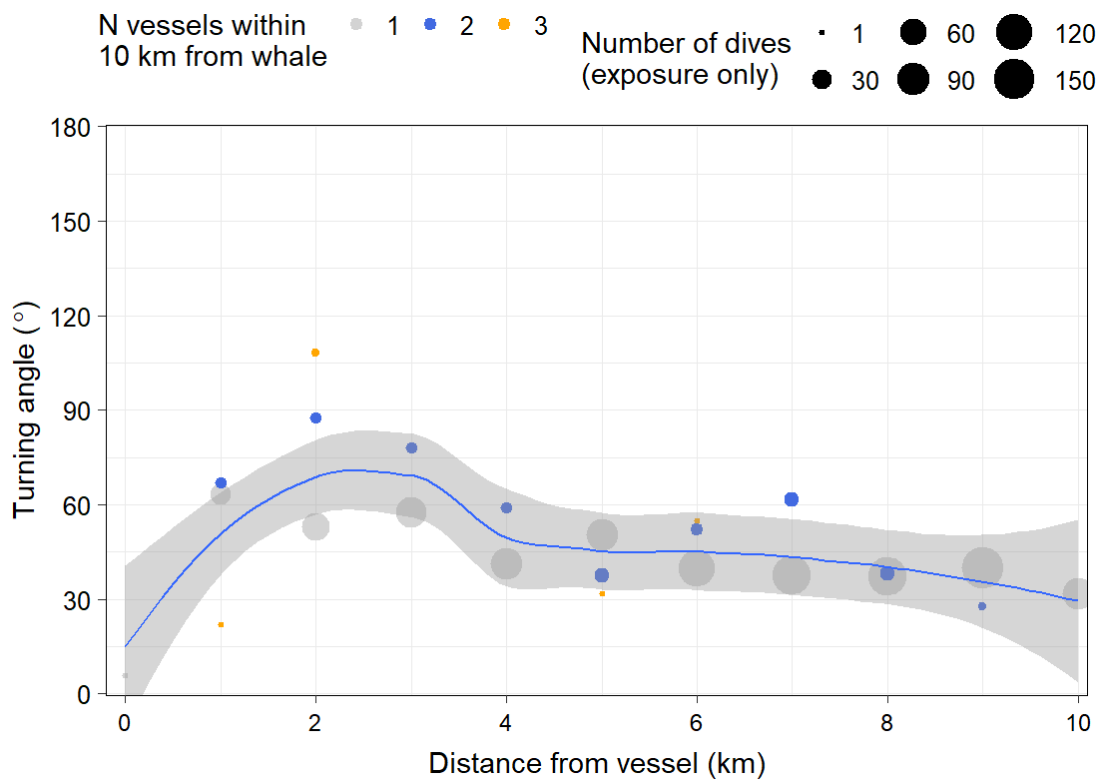 N vessels within
10 km from whale
1 2 3
Number of dives
(exposure only)
1 60 120
30 90 150
180
150
120
90
60
30
0
Turning angle (°)
0 2 4 6 8 10
Distance from vessel (km)